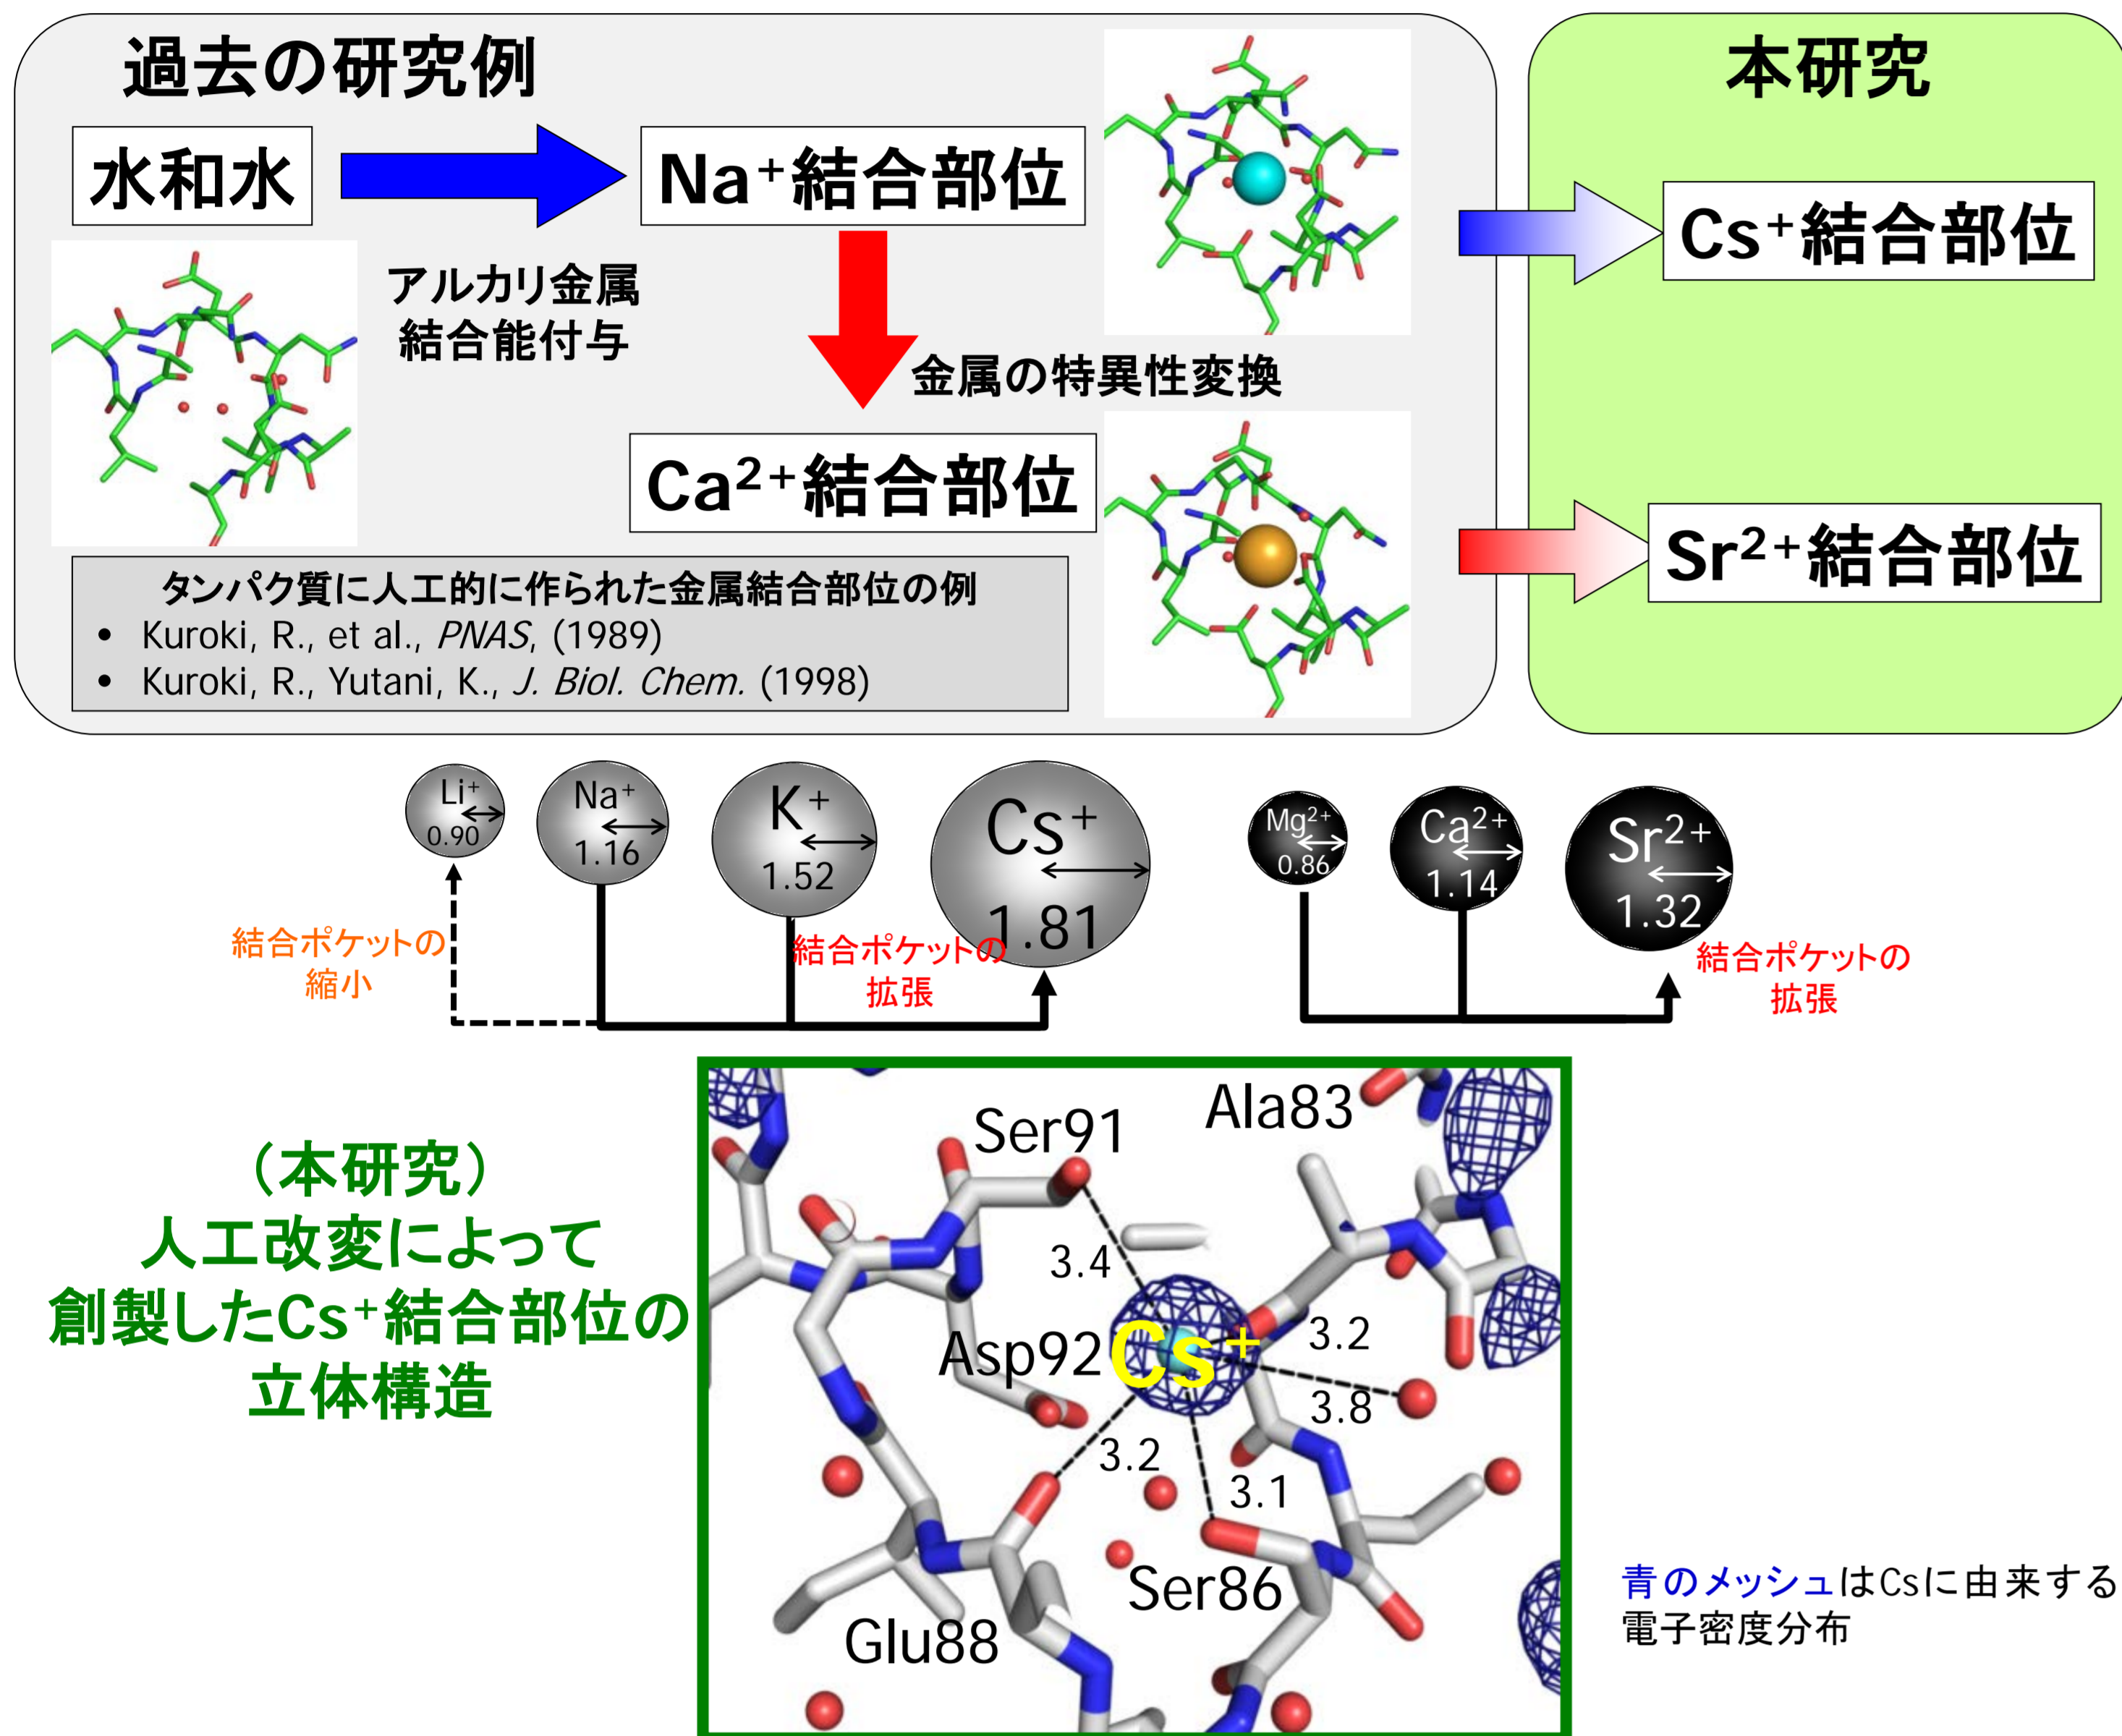 過去の研究例
本研究
水和水
Na⁺結合部位
Cs⁺結合部位
アルカリ金属
結合能付与
金属の特異性変換
Ca²⁺結合部位
Sr²⁺結合部位
タンパク質に人工的に作られた金属結合部位の例
• Kuroki, R., et al., PNAS, (1989)
• Kuroki, R., Yutani, K., J. Biol. Chem. (1998)
Li⁺
0.90
Na⁺
1.16
K⁺
1.52
Cs⁺
1.81
Mg²⁺
0.86
Ca²⁺
1.14
Sr²⁺
1.32
結合ポケットの
縮小
結合ポケットの
拡張
結合ポケットの
拡張
（本研究）
人工改変によって
創製したCs⁺結合部位の
立体構造
Ser91
Ala83
3.4
Asp92
Cs⁺
3.2
3.8
3.2
3.1
Ser86
Glu88
青のメッシュはCsに由来する
電子密度分布